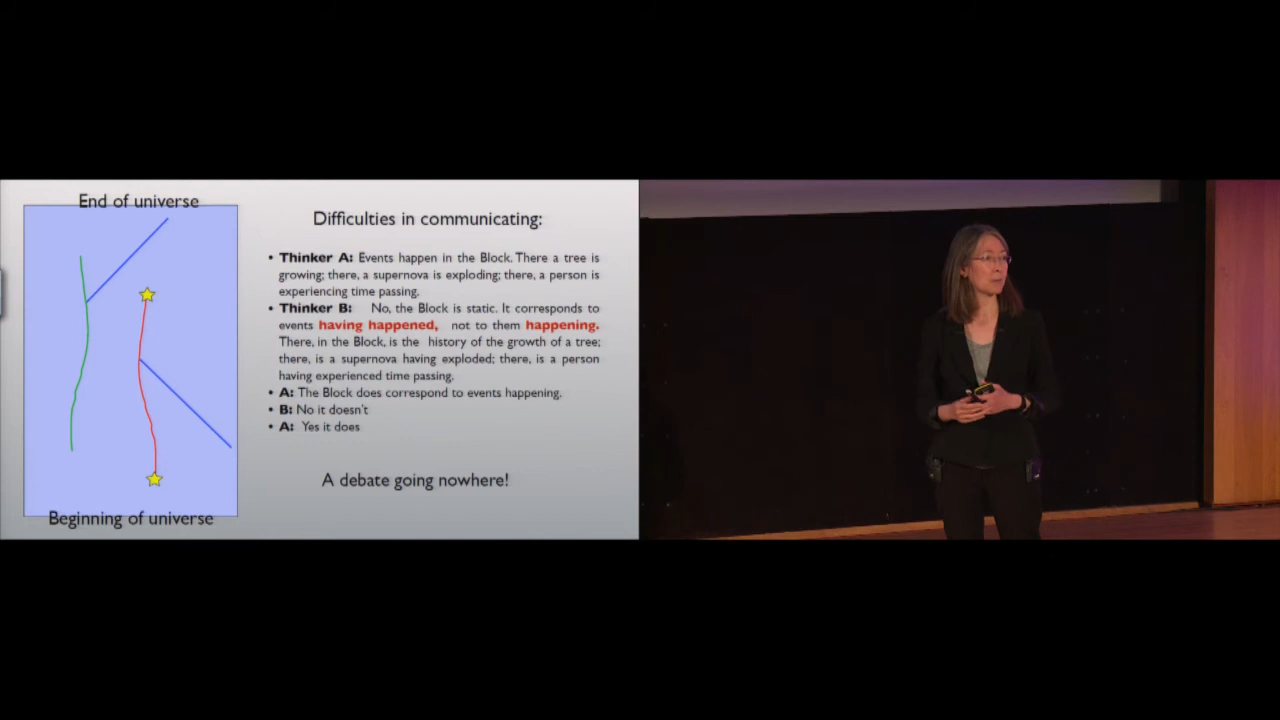 End of universe
Difficulties in communicating:
• Thinker A: Events happen in the Block. There a tree is
growing; there, a supernova is exploding; there, a person is
experiencing time passing.
• Thinker B: No, the Block is static. It corresponds to
events having happened, not to them happening.
There, in the Block, is the history of the growth of a tree;
there, is a supernova having exploded; there, is a person
having experienced time passing.
• A: The Block does correspond to events happening.
• B: No it doesn't
• A: Yes it does
A debate going nowhere!
Beginning of universe